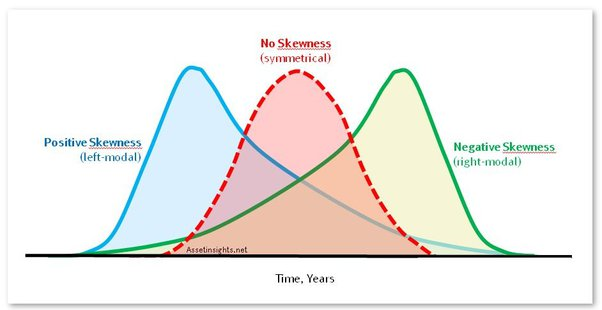 No Skewness
(symmetrical)
Positive Skewness
(left-modal)
Negative Skewness
(right-modal)
Assetinsights.net
Time, Years